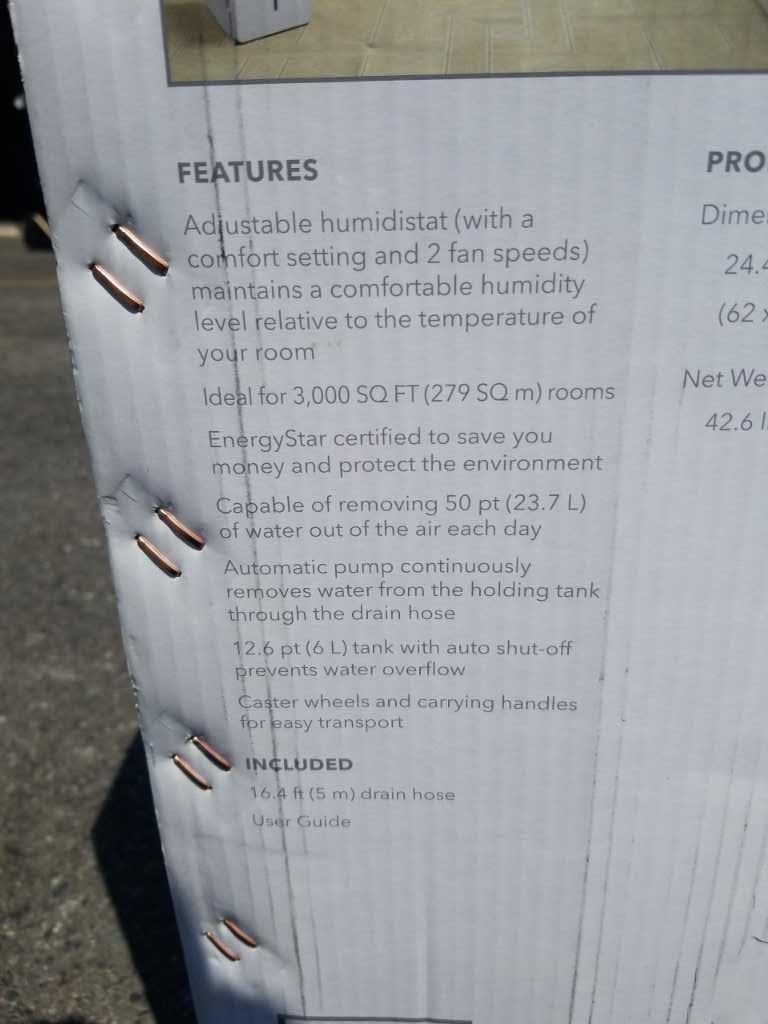 FEATURES
Adjustable humidistat (with a
comfort setting and 2 fan speeds)
maintains a comfortable humidity
level relative to the temperature of
your room
Ideal for 3,000 SQ FT (279 SQ m) rooms
EnergyStar certified to save you
money and protect the environment
Capable of removing 50 pt (23.7 L)
of water out of the air each day
Automatic pump continuously
removes water from the holding tank
through the drain hose
12.6 pt (6 L) tank with auto shut-off
prevents water overflow
Caster wheels and carrying handles
for easy transport
INCLUDED
16.4 ft (5 m) drain hose
User Guide
PRO
Dime
24.4
(62 x
Net We
42.6 l